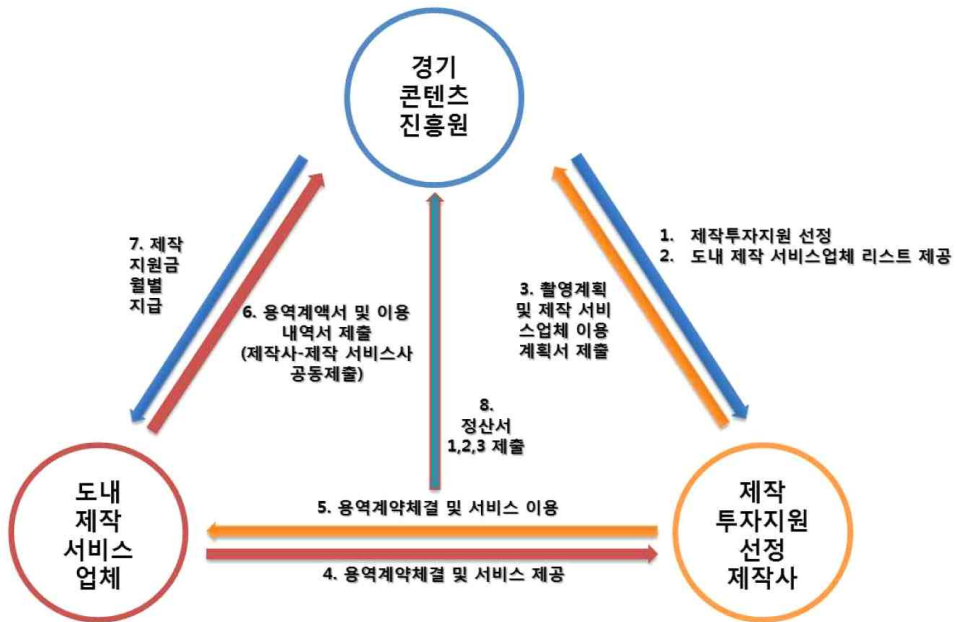 경기
콘텐츠
진흥원
1. 제작투자지원 선정
2. 도내 제작 서비스업체 리스트 제공
7. 제작
지원금
월별
지급
3. 촬영계획
및 제작 서비
스업체 이용
계획서 제출
6. 용역계액서 및 이용
내역서 제출
(제작사-제작 서비스사
공동제출)
8.
정산서
1,2,3 제출
도내
제작
서비스
업체
5. 용역계약체결 및 서비스 이용
4. 용역계약체결 및 서비스 제공
제작
투자지원
선정
제작사